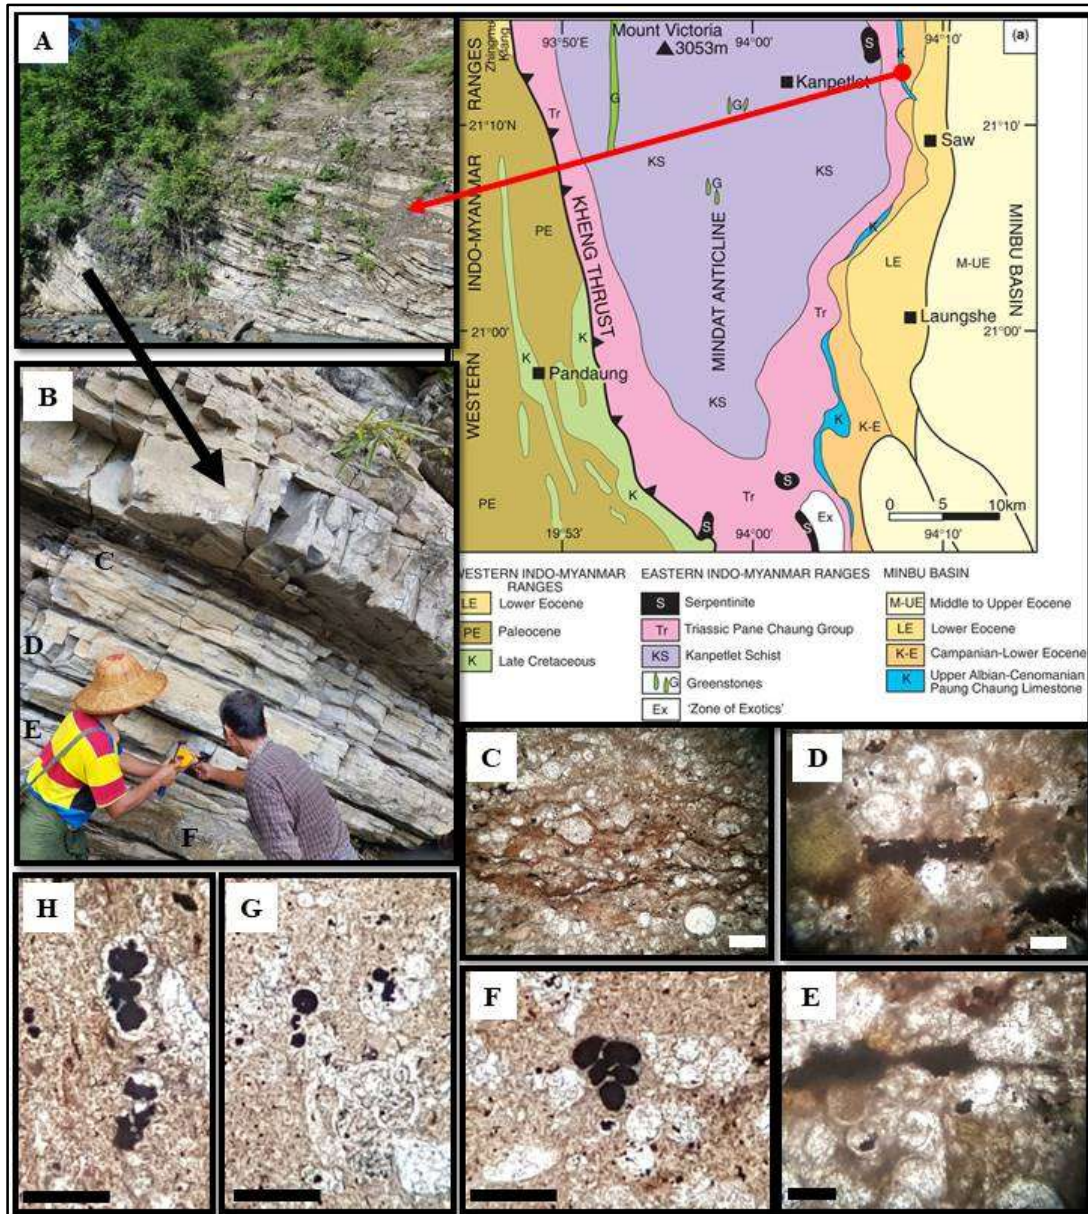 A
B
C
D
E
F
93°50'E
Mount Victoria
▲3053m
94°00'
94°10'
(a)
Zhingmu
Klang
S
K
Kanpetlet
G
G
Tr
21°10'N
21°10'
Saw
KS
KS
G
K
WESTERN INDO-MYANMAR RANGES
PE
KHENG THRUST
MINDAT ANTICLINE
LE
M-UE
MINBU BASIN
Tr
Laungshe
21°00'
21°00'
K
K
Pandaung
KS
K
K-E
PE
K
Tr
S
S
Ex
S
0 5 10km
19°53'
94°00'
94°10'
WESTERN INDO-MYANMAR
RANGES
LE Lower Eocene
PE Paleocene
K Late Cretaceous
EASTERN INDO-MYANMAR RANGES
S Serpentinite
Tr Triassic Pane Chaung Group
KS Kanpetlet Schist
G Greenstones
Ex 'Zone of Exotics'
MINBU BASIN
M-UE Middle to Upper Eocene
LE Lower Eocene
K-E Campanian-Lower Eocene
K Upper Albian-Cenomanian
Paung Chaung Limestone
C
D
H
G
F
E